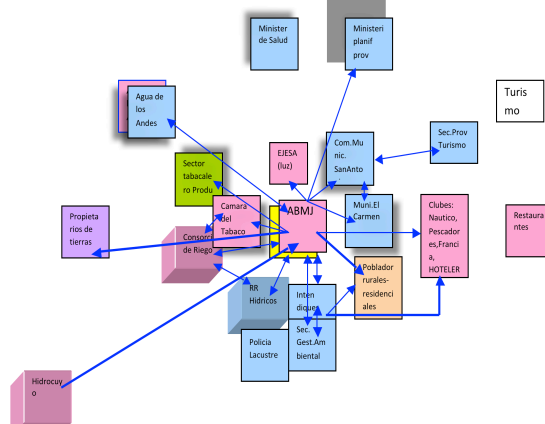 Minister
de Salud
Ministeri
planif
prov
Turis
mo
Agua de
los
Andes
Sec.Prov
Turismo
Com.Mu
nic.
SanAnto
EJESA
(luz)
Sector
tabacale
ro Produ
Camara
del
Tabaco
ABMJ
Muni.El
Carmen
Clubes:
Nautico,
Pescador
es,Franci
a,
HOTELER
Restaura
ntes
Propieta
rios de
tierras
Consorci
de Riego
Poblador
rurales-
residenci
ales
RR
Hidricos
Inten
diques
Sec.
Gest.Am
biental
Policia
Lacustre
Hidrocuy
o